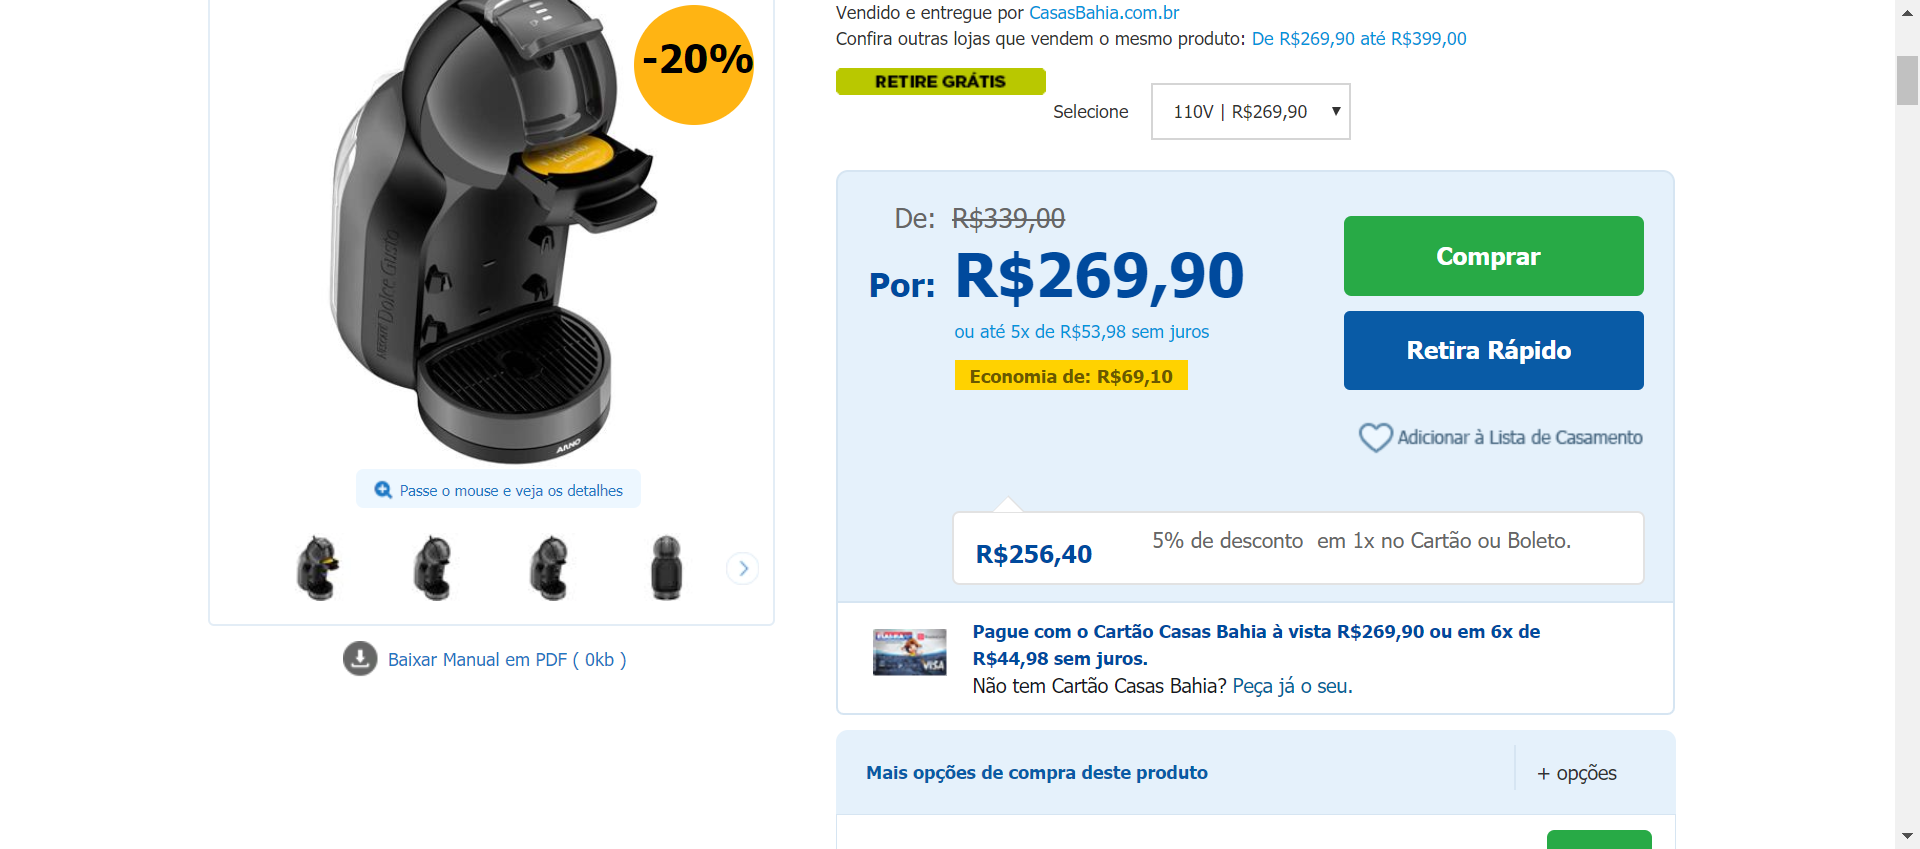 -20%
NESCAFÉ Dolce Gusto
ARNO
Passe o mouse e veja os detalhes
Baixar Manual em PDF ( 0kb )
Vendido e entregue por CasasBahia.com.br
Confira outras lojas que vendem o mesmo produto: De R$269,90 até R$399,00
RETIRE GRÁTIS
Selecione
110V | R$269,90
De: R$339,00
Por: R$269,90
ou até 5x de R$53,98 sem juros
Economia de: R$69,10
Comprar
Retira Rápido
Adicionar à Lista de Casamento
R$256,40
5% de desconto em 1x no Cartão ou Boleto.
VISA
Pague com o Cartão Casas Bahia à vista R$269,90 ou em 6x de
R$44,98 sem juros.
Não tem Cartão Casas Bahia? Peça já o seu.
Mais opções de compra deste produto
+ opções